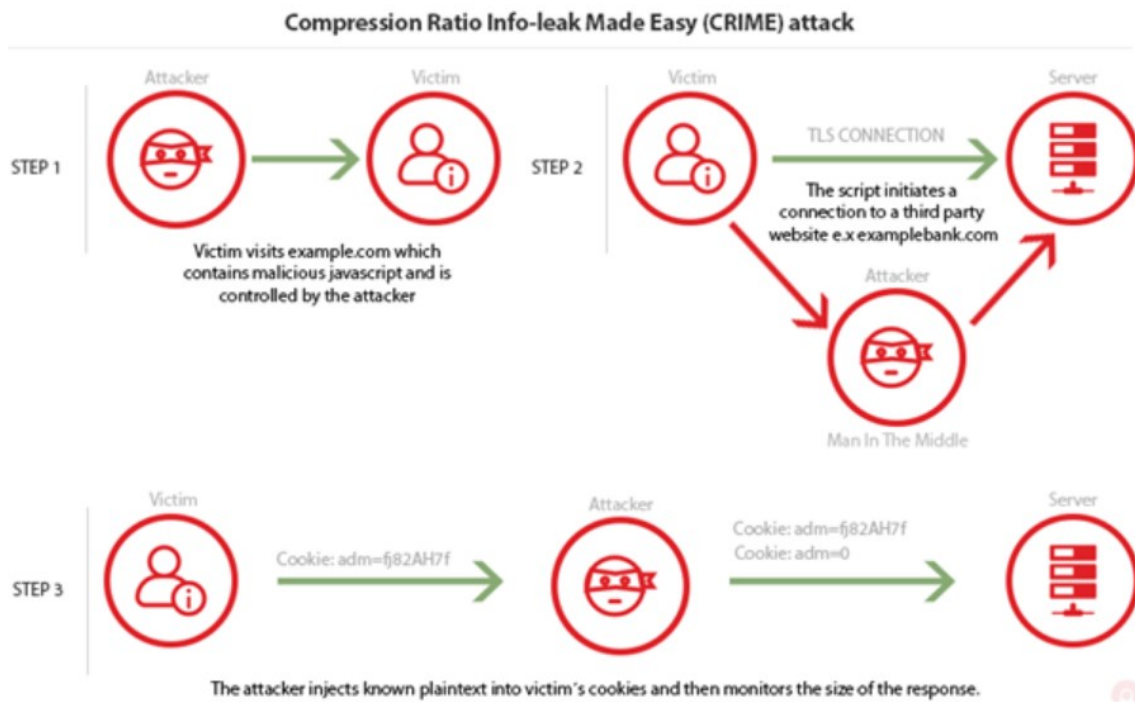 Compression Ratio Info-leak Made Easy (CRIME) attack
STEP 1
Attacker
Victim
Victim visits example.com which
contains malicious javascript and is
controlled by the attacker
STEP 2
Victim
Server
TLS CONNECTION
The script initiates a
connection to a third party
website e.x examplebank.com
Attacker
Man In The Middle
STEP 3
Victim
Cookie: adm=fj82AH7f
Attacker
Cookie: adm=fj82AH7f
Cookie: adm=0
Server
The attacker injects known plaintext into victim´s cookies and then monitors the size of the response.